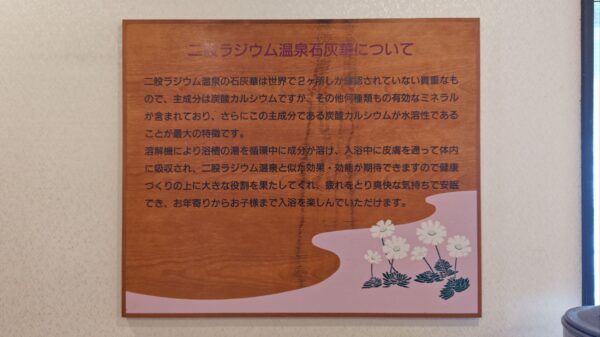 二股ラジウム温泉石灰華について
二股ラジウム温泉の石灰華は世界で2ヶ所しか確認されていない貴重なも
ので、主成分は炭酸カルシウムですが、その他何種類もの有効なミネラル
が含まれており、さらにこの主成分である炭酸カルシウムが水溶性である
ことが最大の特徴です。
溶解機により浴槽の湯を循環中に成分が溶け、入浴中に皮膚を通って体内
に吸収され、二股ラジウム温泉と似た効果・効能が期待できますので健康
づくりの上に大きな役割を果たしてくれ、疲れをとり爽快な気持ちで安眠
でき、お年寄りからお子様まで入浴を楽しんでいただけます。